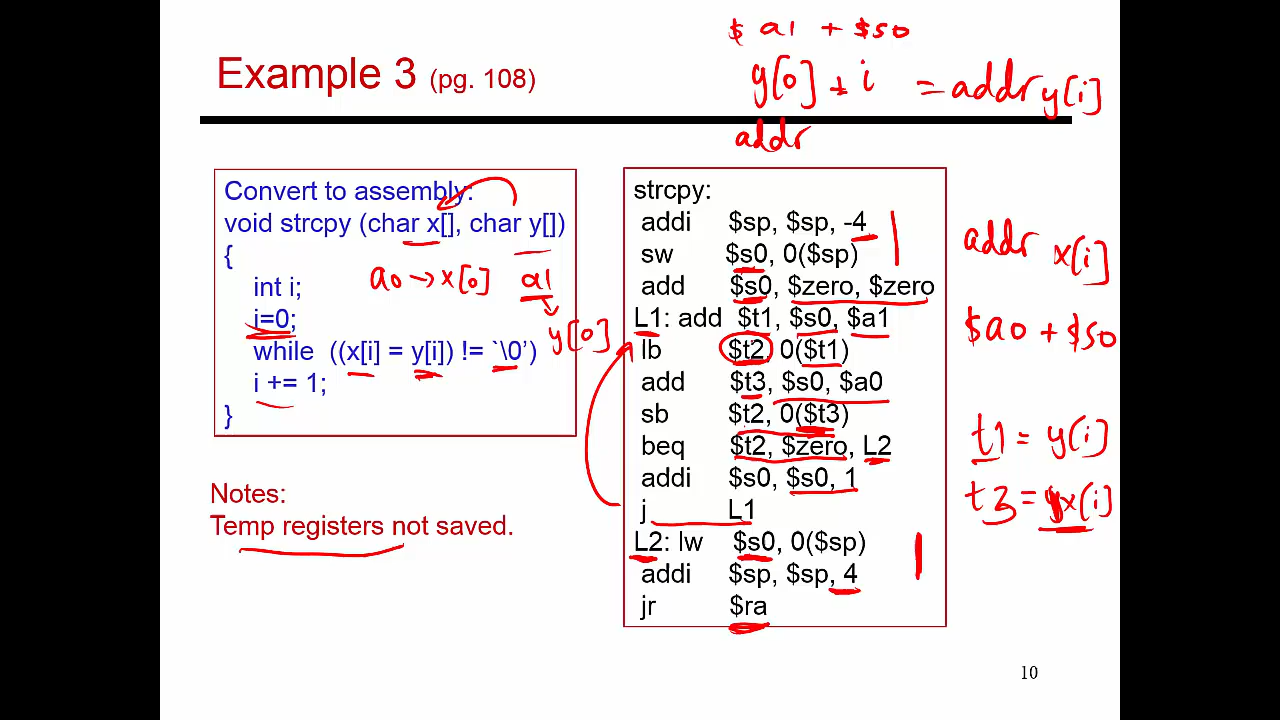 $ a1 + $s0
y[0] + i = addr y[i]
addr
Example 3 (pg. 108)
Convert to assembly:
void strcpy (char x[], char y[])
{
a0 → x[0] a1
int i;
i=0;
y[0]
while ((x[i] = y[i]) != `\0’)
i += 1;
}
Notes:
Temp registers not saved.
strcpy:
addi $sp, $sp, -4
sw $s0, 0($sp)
add $s0, $zero, $zero
L1: add $t1, $s0, $a1
lb $t2, 0($t1)
add $t3, $s0, $a0
sb $t2, 0($t3)
beq $t2, $zero, L2
addi $s0, $s0, 1
j L1
L2: lw $s0, 0($sp)
addi $sp, $sp, 4
jr $ra
addr x[i]
$a0 + $s0
t1 = y[i]
t3 = x[i]
10